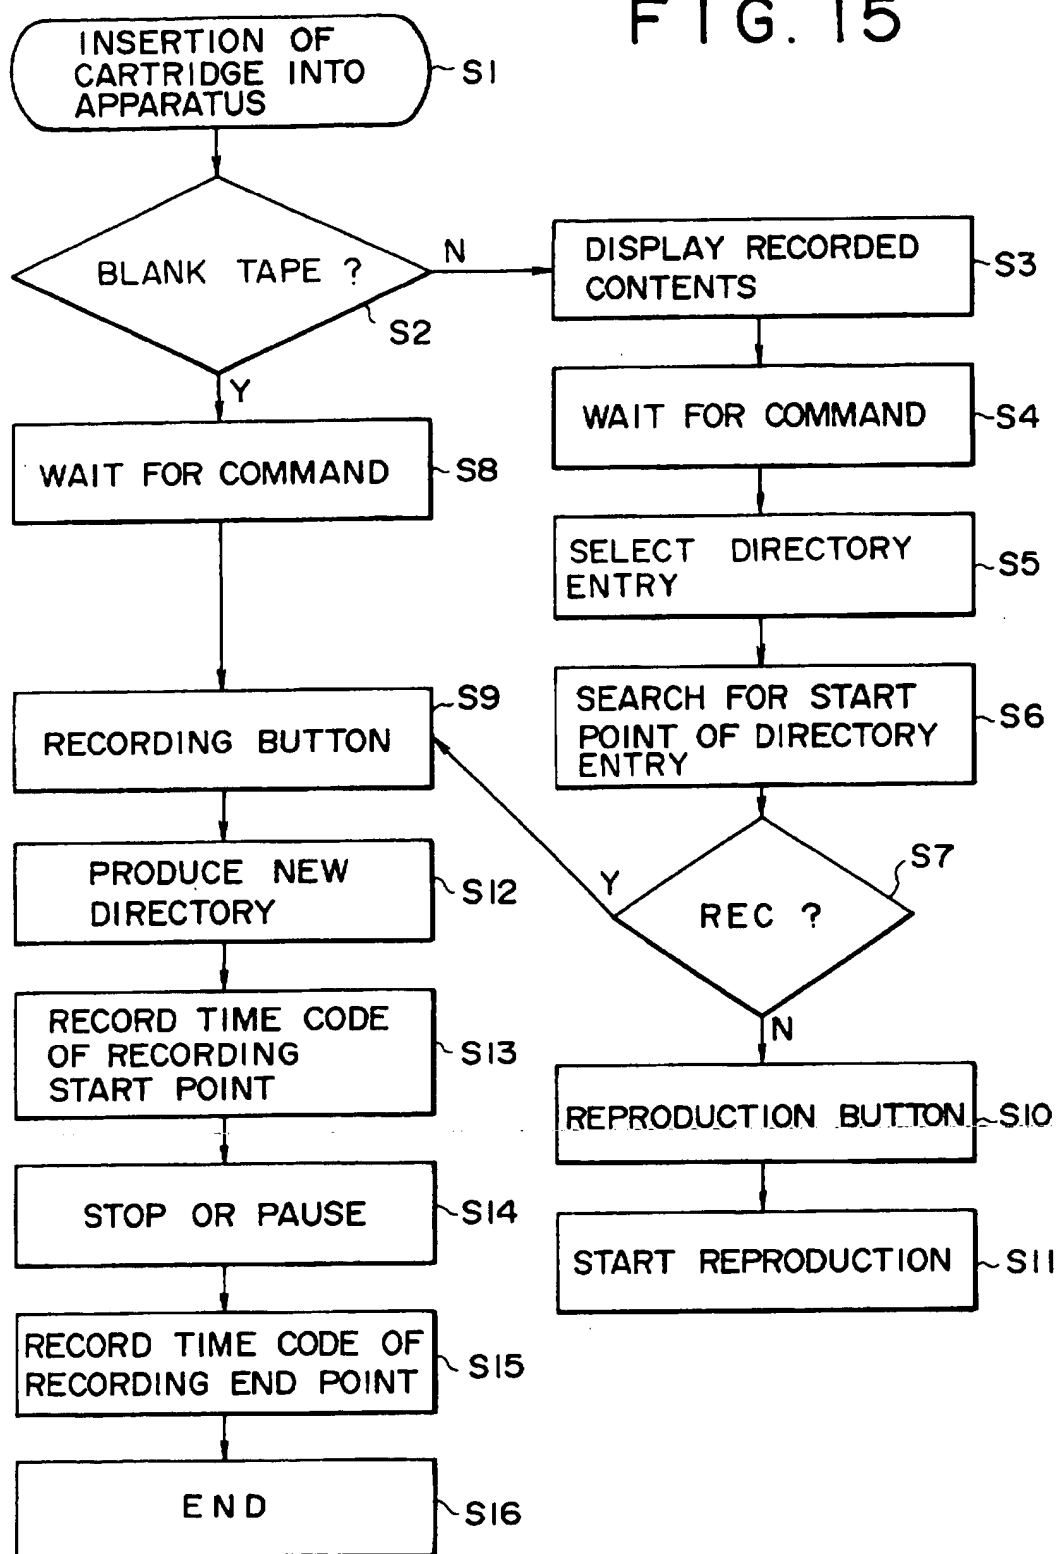 FIG. 15
INSERTION OF
CARTRIDGE INTO
APPARATUS
S1
BLANK TAPE ?
S2
N
Y
DISPLAY RECORDED
CONTENTS
S3
WAIT FOR COMMAND
S4
SELECT DIRECTORY
ENTRY
S5
SEARCH FOR START
POINT OF DIRECTORY
ENTRY
S6
REC ?
S7
Y
N
WAIT FOR COMMAND
S8
RECORDING BUTTON
S9
REPRODUCTION BUTTON
S10
START REPRODUCTION
S11
PRODUCE NEW
DIRECTORY
S12
RECORD TIME CODE
OF RECORDING
START POINT
S13
STOP OR PAUSE
S14
RECORD TIME CODE OF
RECORDING END POINT
S15
END
S16